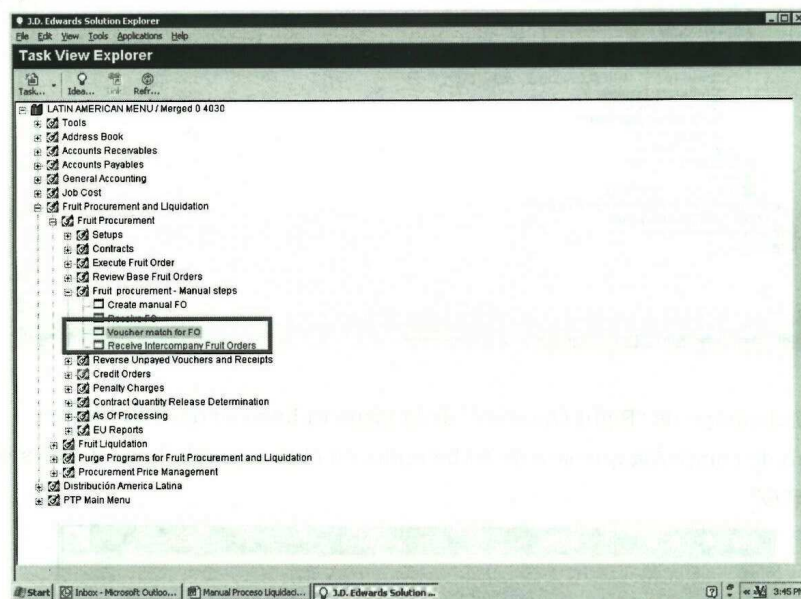 J.D. Edwards Solution Explorer
File Edit View Tools Applications Help
Task View Explorer
Task... Idea... Link Refr...
LATIN AMERICAN MENU / Merged 0 4030
Tools
Address Book
Accounts Receivables
Accounts Payables
General Accounting
Job Cost
Fruit Procurement and Liquidation
Fruit Procurement
Setups
Contracts
Execute Fruit Order
Review Base Fruit Orders
Fruit procurement - Manual steps
Create manual FO
Receive FO
Voucher match for FO
Receive Intercompany Fruit Orders
Reverse Unpayed Vouchers and Receipts
Credit Orders
Penalty Charges
Contract Quantity Release Determination
As Of Processing
EU Reports
Fruit Liquidation
Purge Programs for Fruit Procurement and Liquidation
Procurement Price Management
Distribución America Latina
PTP Main Menu
Start Inbox - Microsoft Outloo... Manual Proceso Liquidac... J.D. Edwards Solution ... 3:45 PM